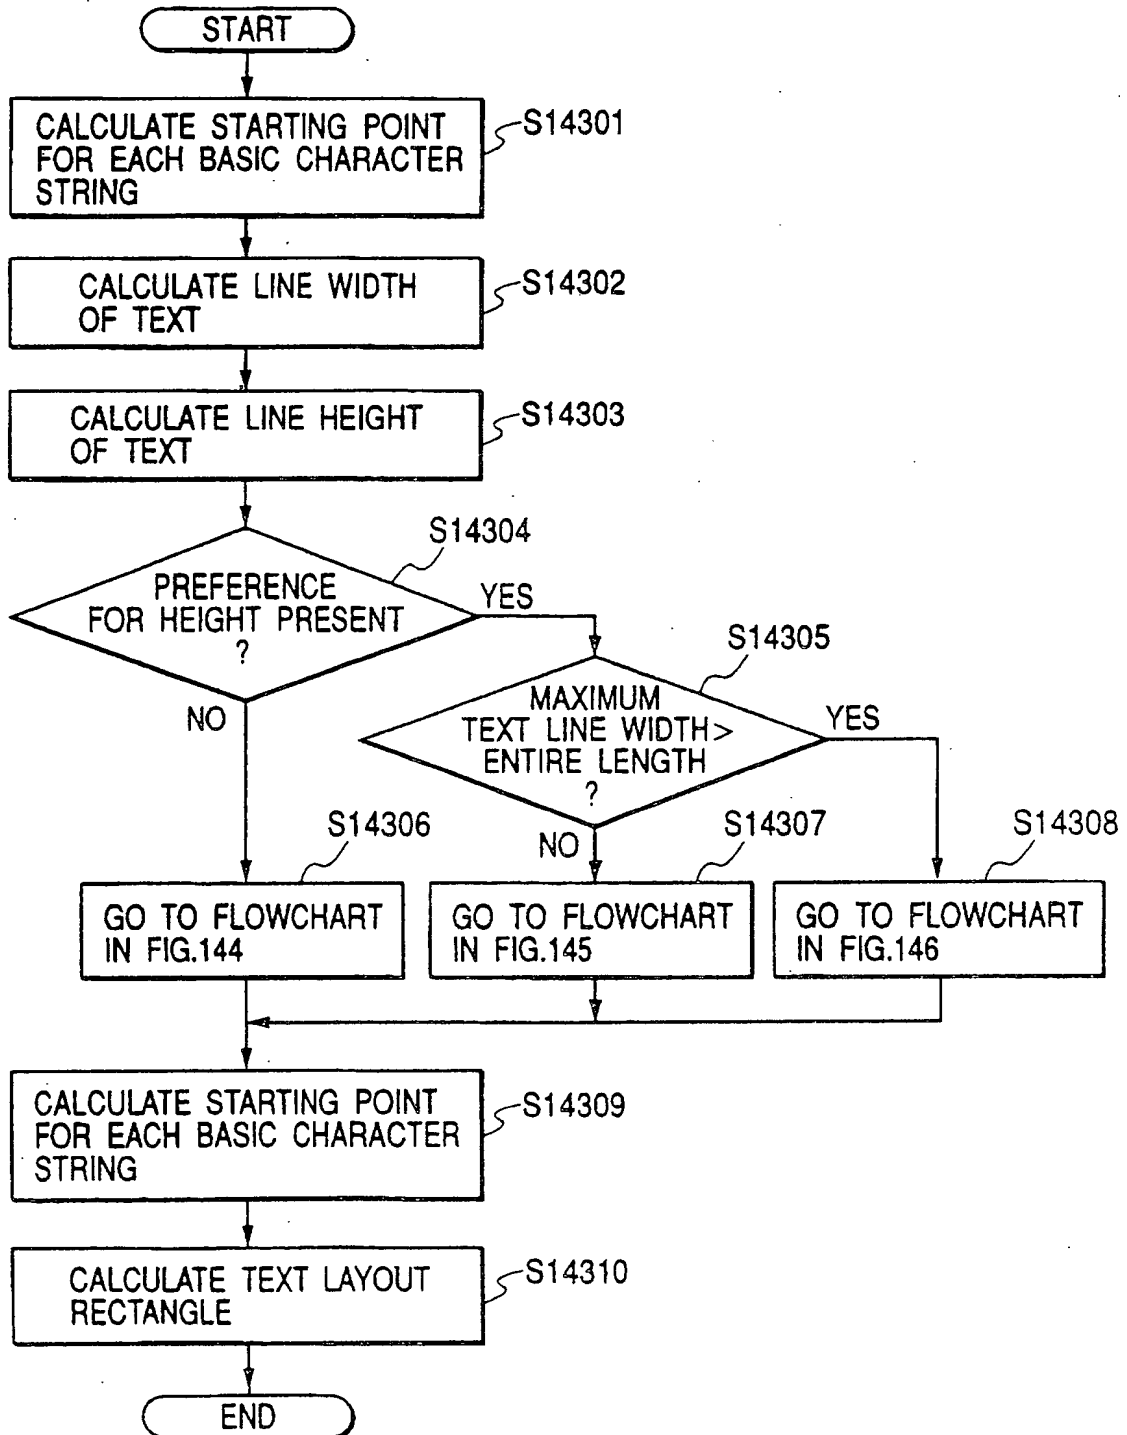 START
CALCULATE STARTING POINT
FOR EACH BASIC CHARACTER
STRING
S14301
CALCULATE LINE WIDTH
OF TEXT
S14302
CALCULATE LINE HEIGHT
OF TEXT
S14303
S14304
PREFERENCE
FOR HEIGHT PRESENT
?
YES
NO
S14305
MAXIMUM
TEXT LINE WIDTH>
ENTIRE LENGTH
?
YES
NO
S14306
GO TO FLOWCHART
IN FIG.144
S14307
GO TO FLOWCHART
IN FIG.145
S14308
GO TO FLOWCHART
IN FIG.146
CALCULATE STARTING POINT
FOR EACH BASIC CHARACTER
STRING
S14309
CALCULATE TEXT LAYOUT
RECTANGLE
S14310
END